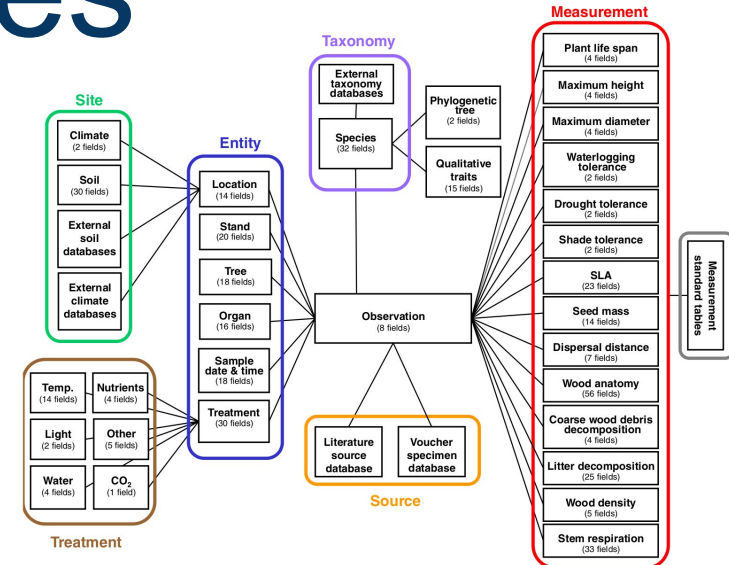 es
Measurement
Plant life span
(4 fields)
Maximum height
(4 fields)
Maximum diameter
(4 fields)
Waterlogging
tolerance
(2 fields)
Drought tolerance
(2 fields)
Shade tolerance
(2 fields)
SLA
(23 fields)
Seed mass
(14 fields)
Dispersal distance
(7 fields)
Wood anatomy
(56 fields)
Coarse wood debris
decomposition
(4 fields)
Litter decomposition
(25 fields)
Wood density
(5 fields)
Stem respiration
(33 fields)
Measurement
standard tables
Taxonomy
External
taxonomy
databases
Species
(32 fields)
Phylogenetic
tree
(2 fields)
Qualitative
traits
(15 fields)
Site
Climate
(2 fields)
Soil
(30 fields)
External
soil
databases
External
climate
databases
Entity
Location
(14 fields)
Stand
(20 fields)
Tree
(18 fields)
Organ
(16 fields)
Sample
date & time
(18 fields)
Treatment
(30 fields)
Observation
(8 fields)
Temp.
(14 fields)
Nutrients
(4 fields)
Light
(2 fields)
Other
(5 fields)
Water
(4 fields)
CO₂
(1 field)
Treatment
Literature
source
database
Voucher
specimen
database
Source